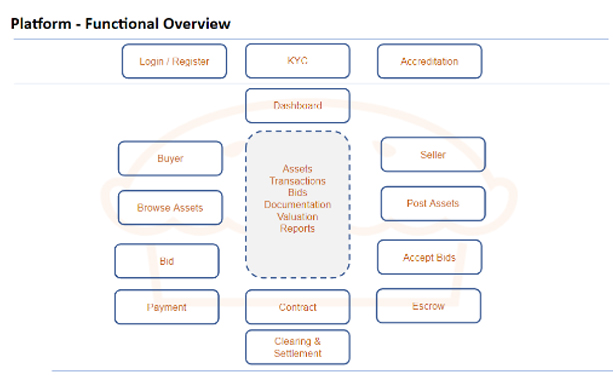 Platform - Functional Overview
Login / Register
KYC
Accreditation
Dashboard
Buyer
Assets
Transactions
Bids
Documentation
Valuation
Reports
Seller
Browse Assets
Post Assets
Bid
Accept Bids
Payment
Contract
Escrow
Clearing &
Settlement